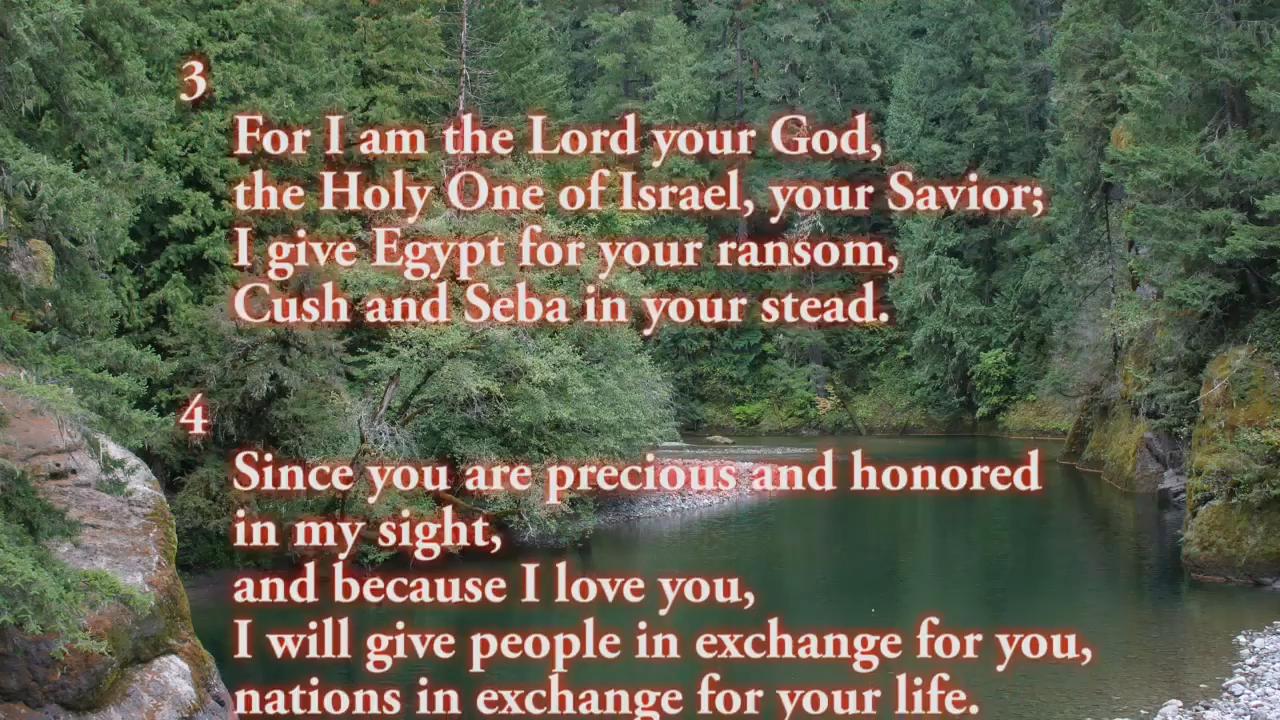 3
For I am the Lord your God,
the Holy One of Israel, your Savior;
I give Egypt for your ransom,
Cush and Seba in your stead.
4
Since you are precious and honored
in my sight,
and because I love you,
I will give people in exchange for you,
nations in exchange for your life.